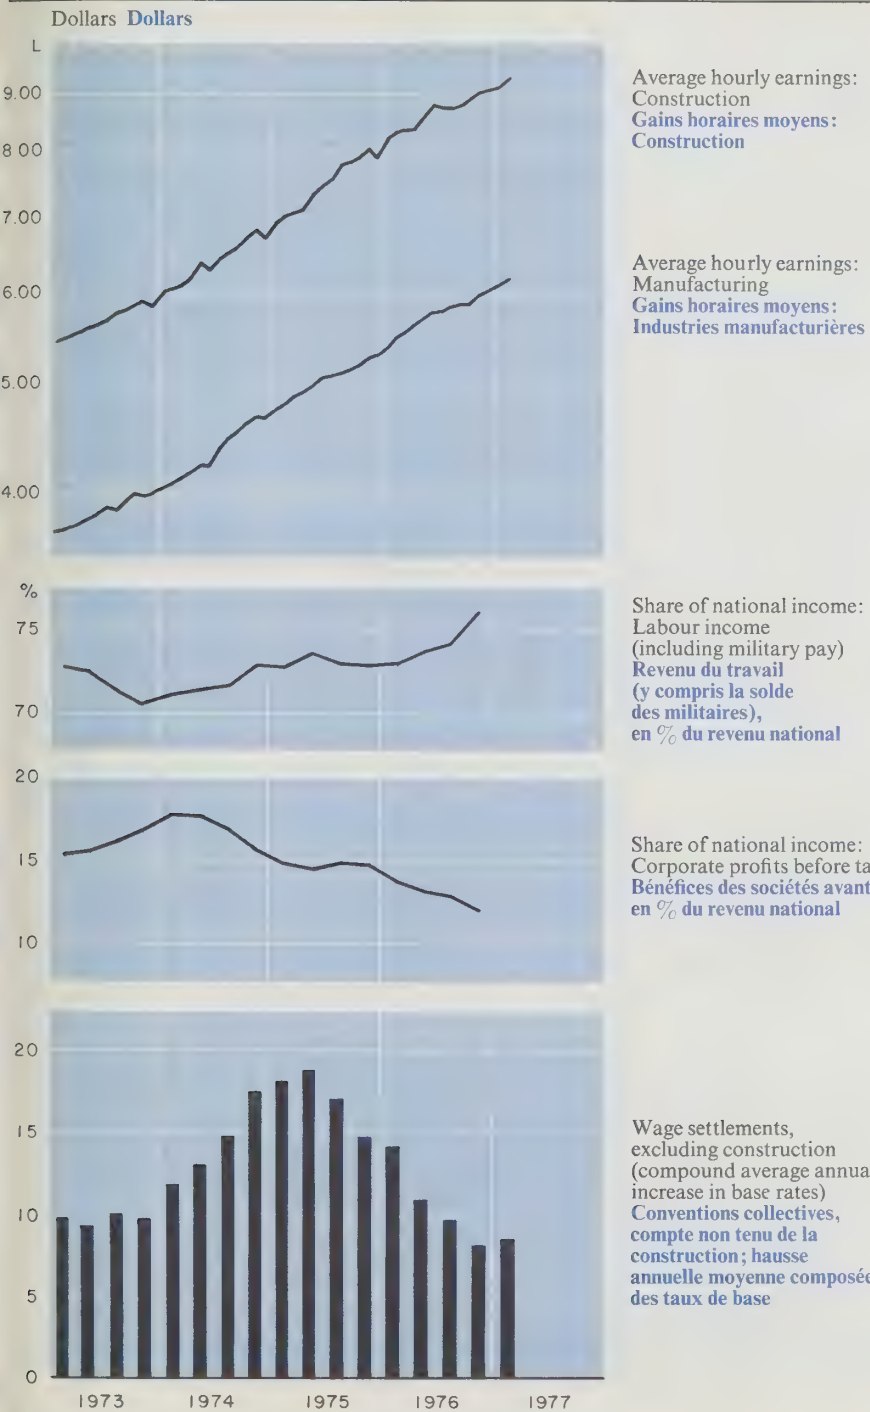 Dollars Dollars
L
9.00
8 00
7.00
6.00
5.00
4.00
Average hourly earnings:
Construction
Gains horaires moyens:
Construction
Average hourly earnings:
Manufacturing
Gains horaires moyens:
Industries manufacturières
%
75
70
Share of national income:
Labour income
(including military pay)
Revenu du travail
(y compris la solde
des militaires),
en % du revenu national
20
15
10
Share of national income:
Corporate profits before ta
Bénéfices des sociétés avant
en % du revenu national
20
15
10
5
0
Wage settlements,
excluding construction
(compound average annua
increase in base rates)
Conventions collectives,
compte non tenu de la
construction; hausse
annuelle moyenne composée
des taux de base
1973 1974 1975 1976 1977